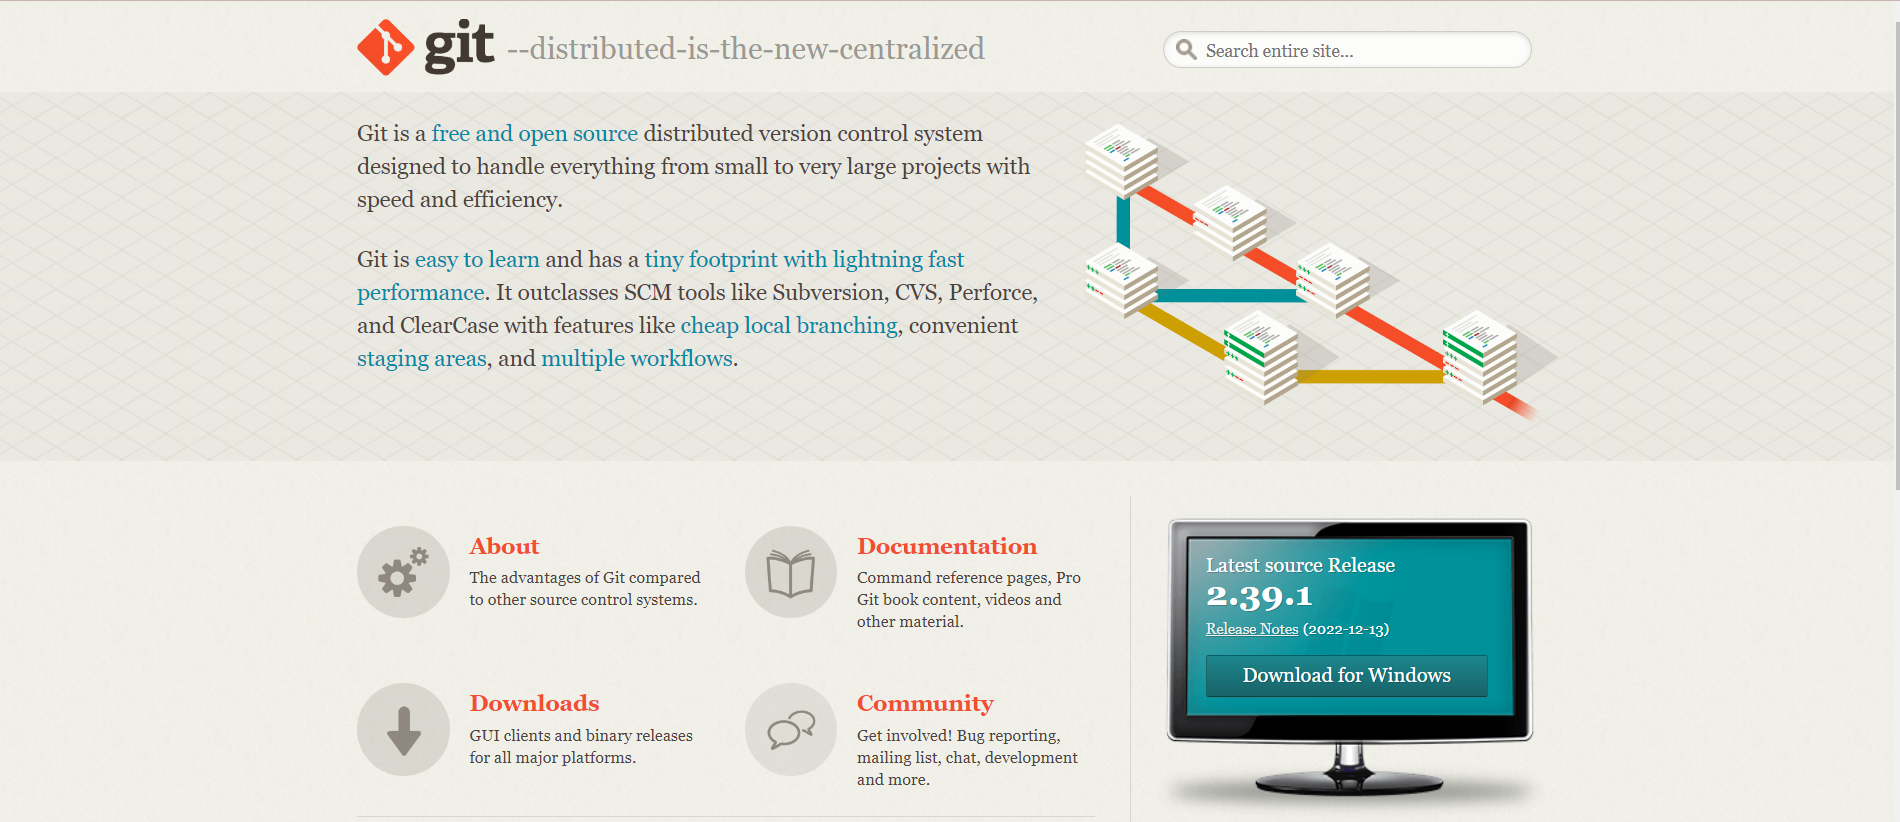 git --distributed-is-the-new-centralized
Search entire site...
Git is a free and open source distributed version control system
designed to handle everything from small to very large projects with
speed and efficiency.
Git is easy to learn and has a tiny footprint with lightning fast
performance. It outclasses SCM tools like Subversion, CVS, Perforce,
and ClearCase with features like cheap local branching, convenient
staging areas, and multiple workflows.
About
The advantages of Git compared
to other source control systems.
Documentation
Command reference pages, Pro
Git book content, videos and
other material.
Downloads
GUI clients and binary releases
for all major platforms.
Community
Get involved! Bug reporting,
mailing list, chat, development
and more.
Latest source Release
2.39.1
Release Notes (2022-12-13)
Download for Windows